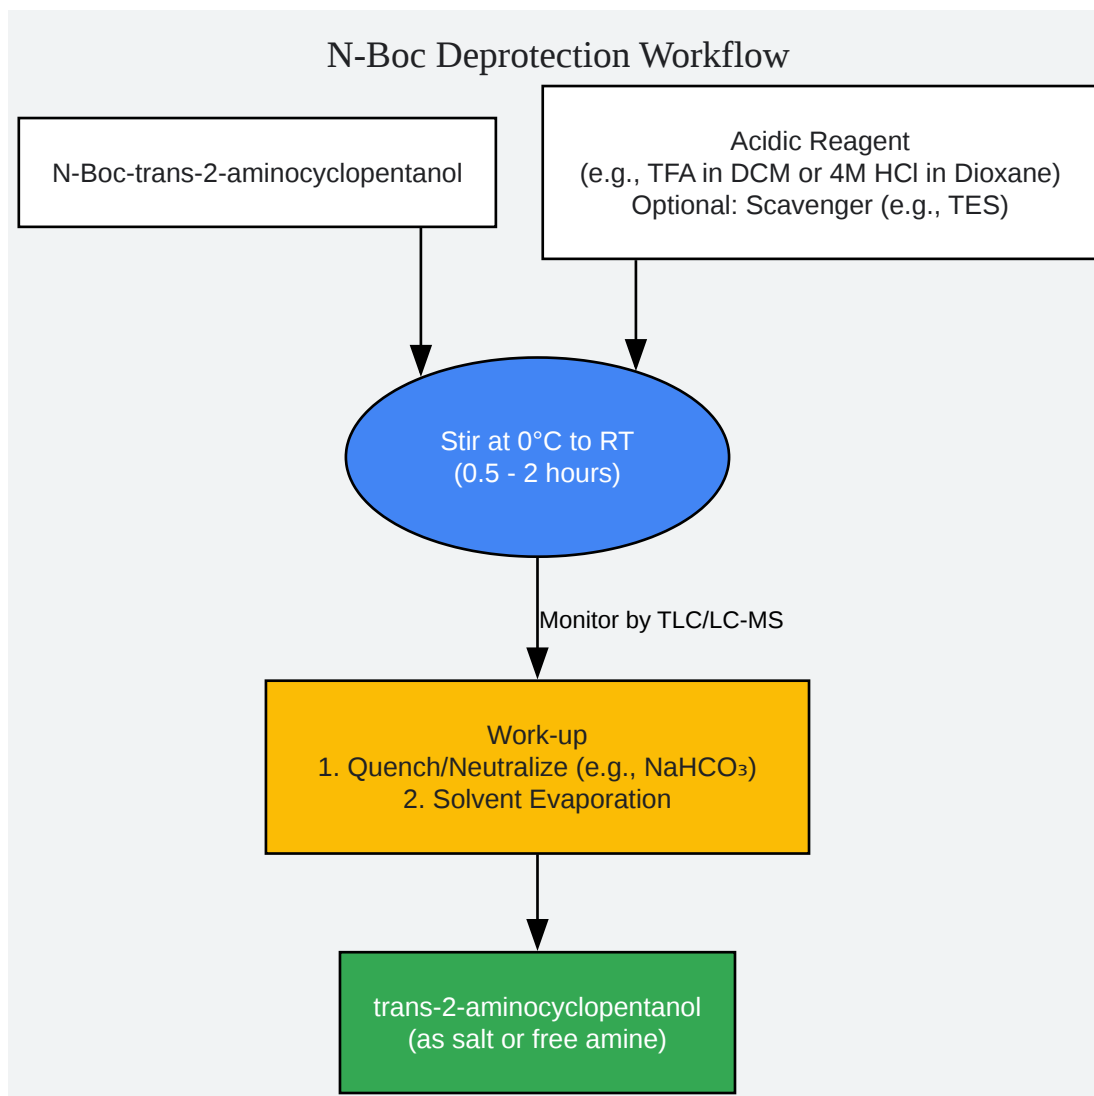 N-Boc Deprotection Workflow
N-Boc-trans-2-aminocyclopentanol
Acidic Reagent
(e.g., TFA in DCM or 4M HCl in Dioxane)
Optional: Scavenger (e.g., TES)
Stir at 0°C to RT
(0.5 - 2 hours)
Monitor by TLC/LC-MS
Work-up
1. Quench/Neutralize (e.g., NaHCO₃)
2. Solvent Evaporation
trans-2-aminocyclopentanol
(as salt or free amine)